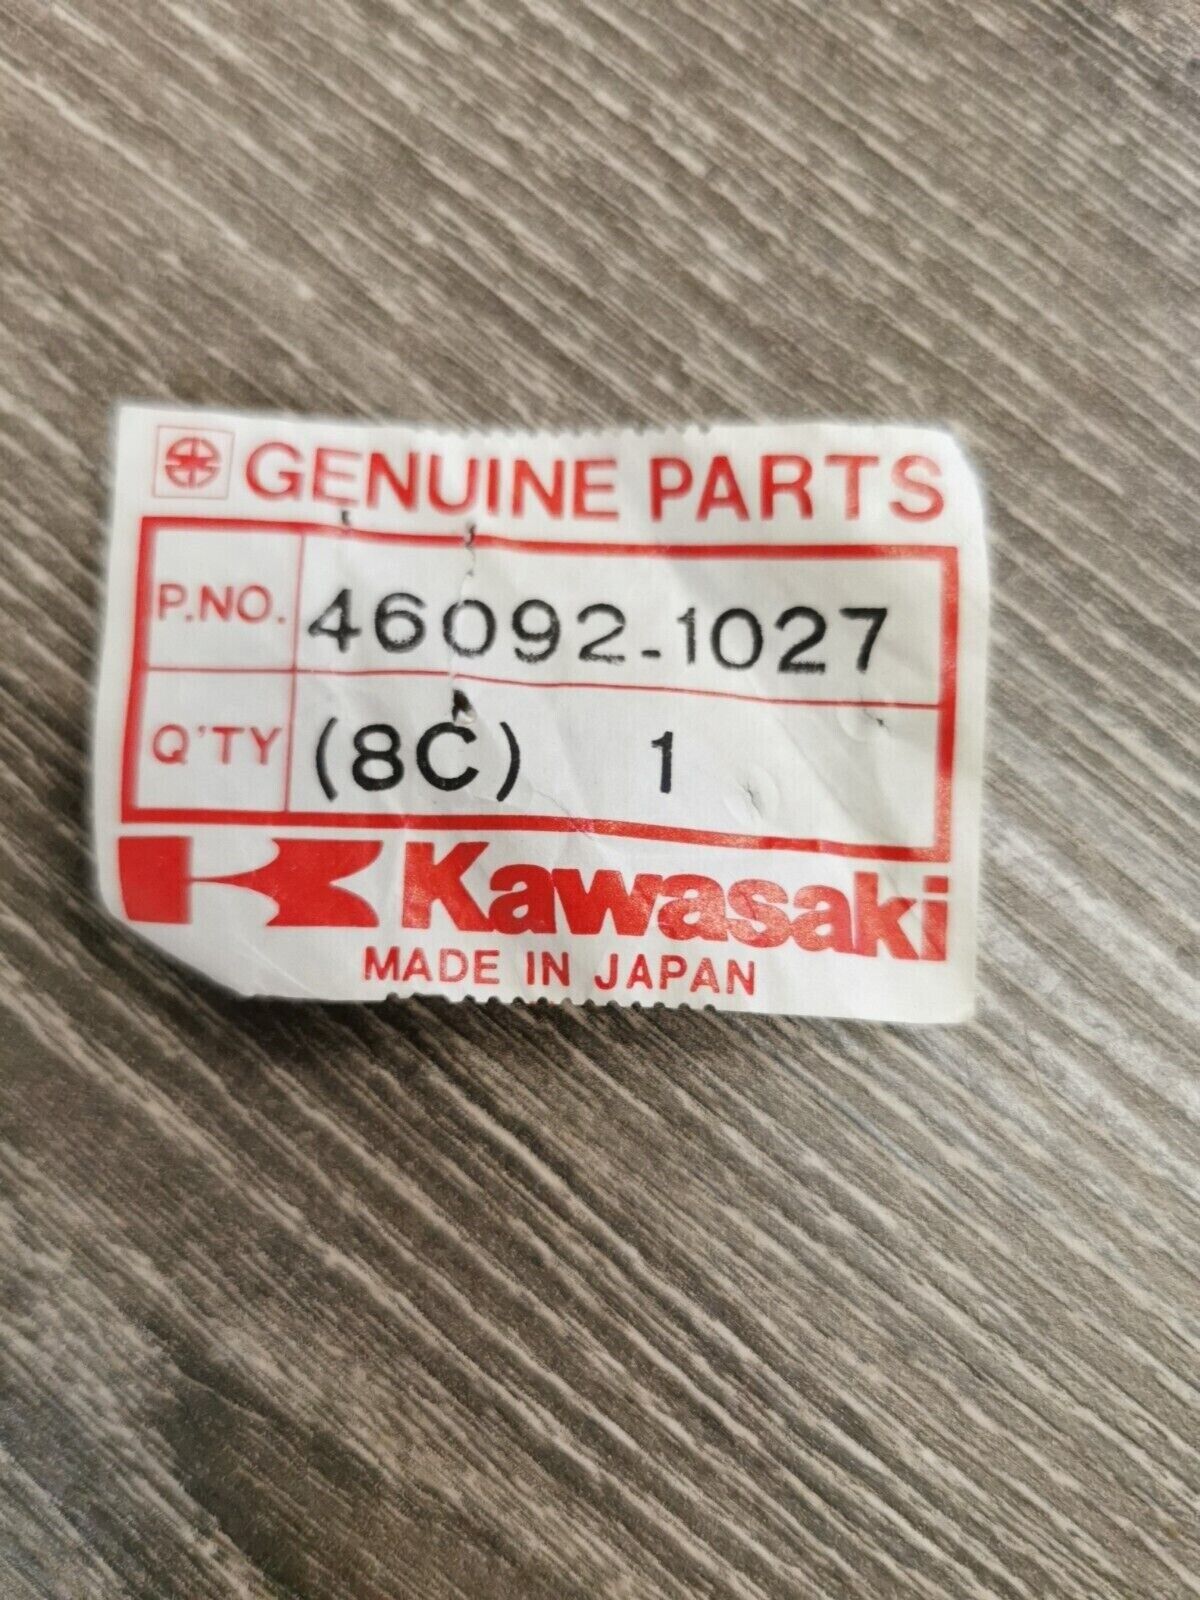 GENUINE PARTS
P.NO. 46092-1027
Q'TY (8C) 1
Kawasaki
MADE IN JAPAN